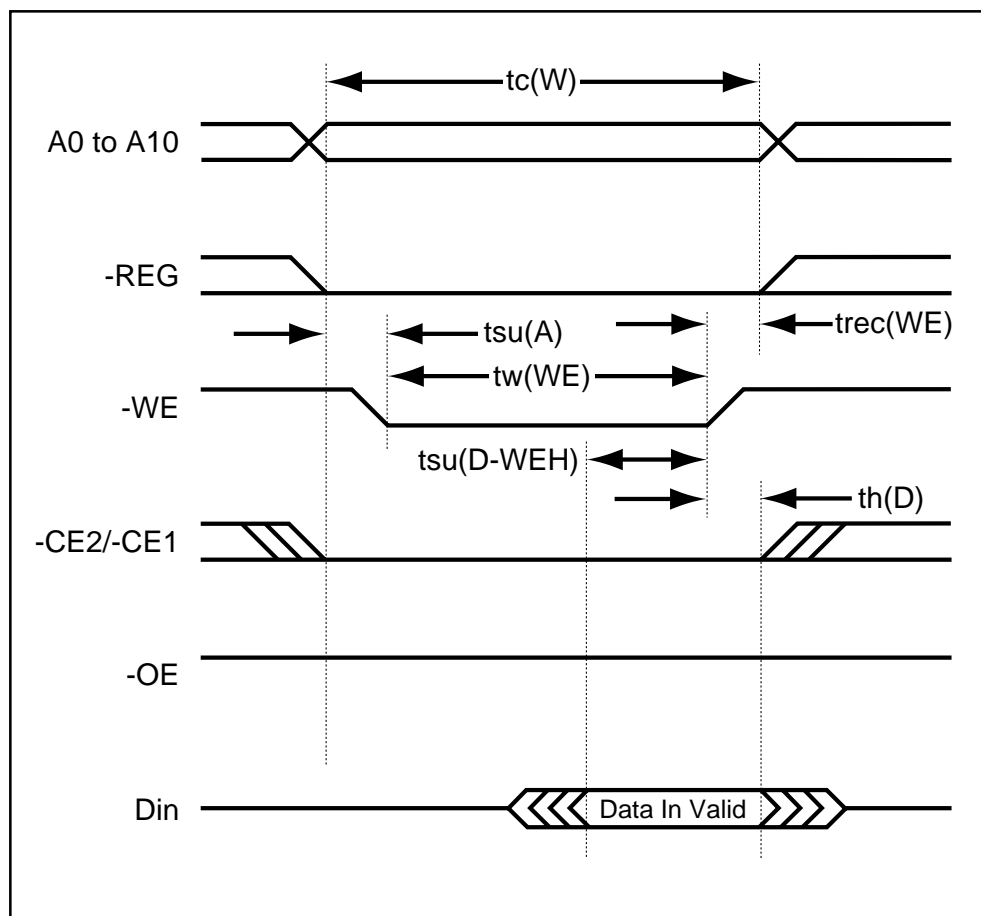 tc(W)
A0 to A10
-REG
tsu(A)
trec(WE)
tw(WE)
-WE
tsu(D-WEH)
th(D)
-CE2/-CE1
-OE
Din
Data In Valid